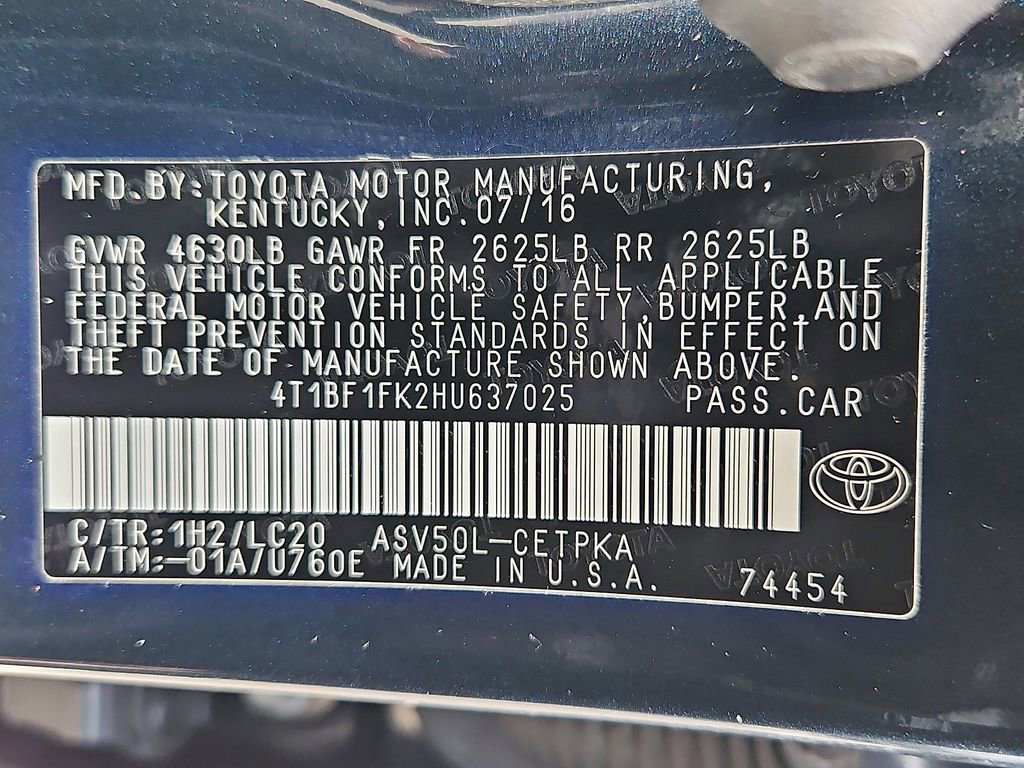 MFD.BY:TOYOTA MOTOR MANUFACTURING,
KENTUCKY,INC.07/16
GVWR 4630LB GAWR FR 2625LB RR 2625LB
THIS VEHICLE CONFORMS TO ALL APPLICABLE
FEDERAL MOTOR VEHICLE SAFETY,BUMPER,AND
THEFT PREVENTION STANDARDS IN EFFECT ON
THE DATE OF MANUFACTURE SHOWN ABOVE.
4T1BF1FK2HU637025 PASS.CAR
C/TR:1H2/LC20 ASV50L-CETPKA
A/TM:-01A/U760E MADE IN U.S.A. 74454